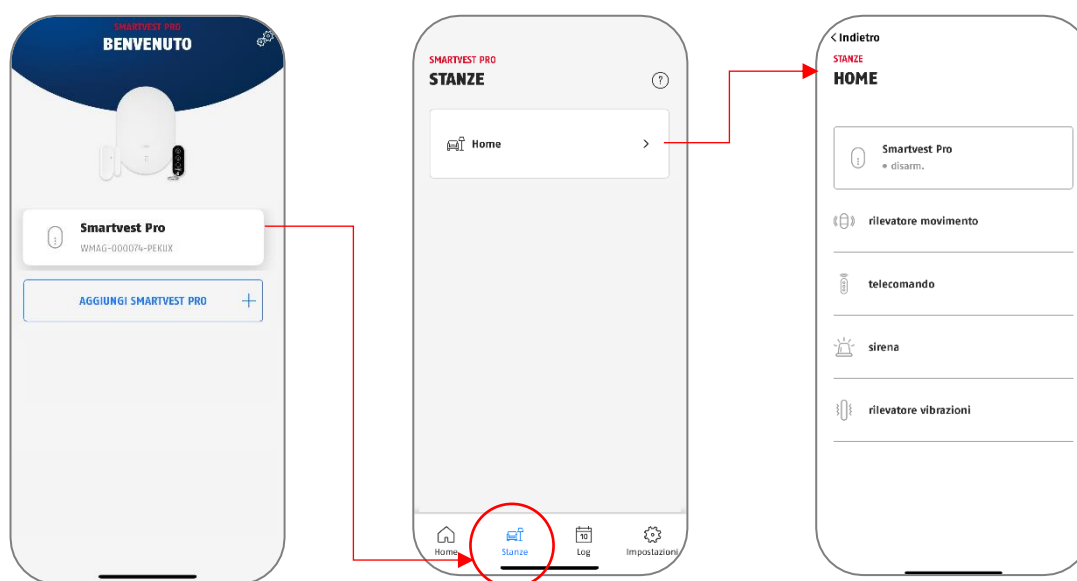 SMARTVEST PRO
BENVENUTO
Smartvest Pro
WMAG-000074-PEKUX
AGGIUNGI SMARTVEST PRO
SMARTVEST PRO
STANZE
?
Home
Home
Stanze
10
Log
Impostazioni
< Indietro
STANZE
HOME
Smartvest Pro
• disarm.
rilevatore movimento
telecomando
sirena
rilevatore vibrazioni